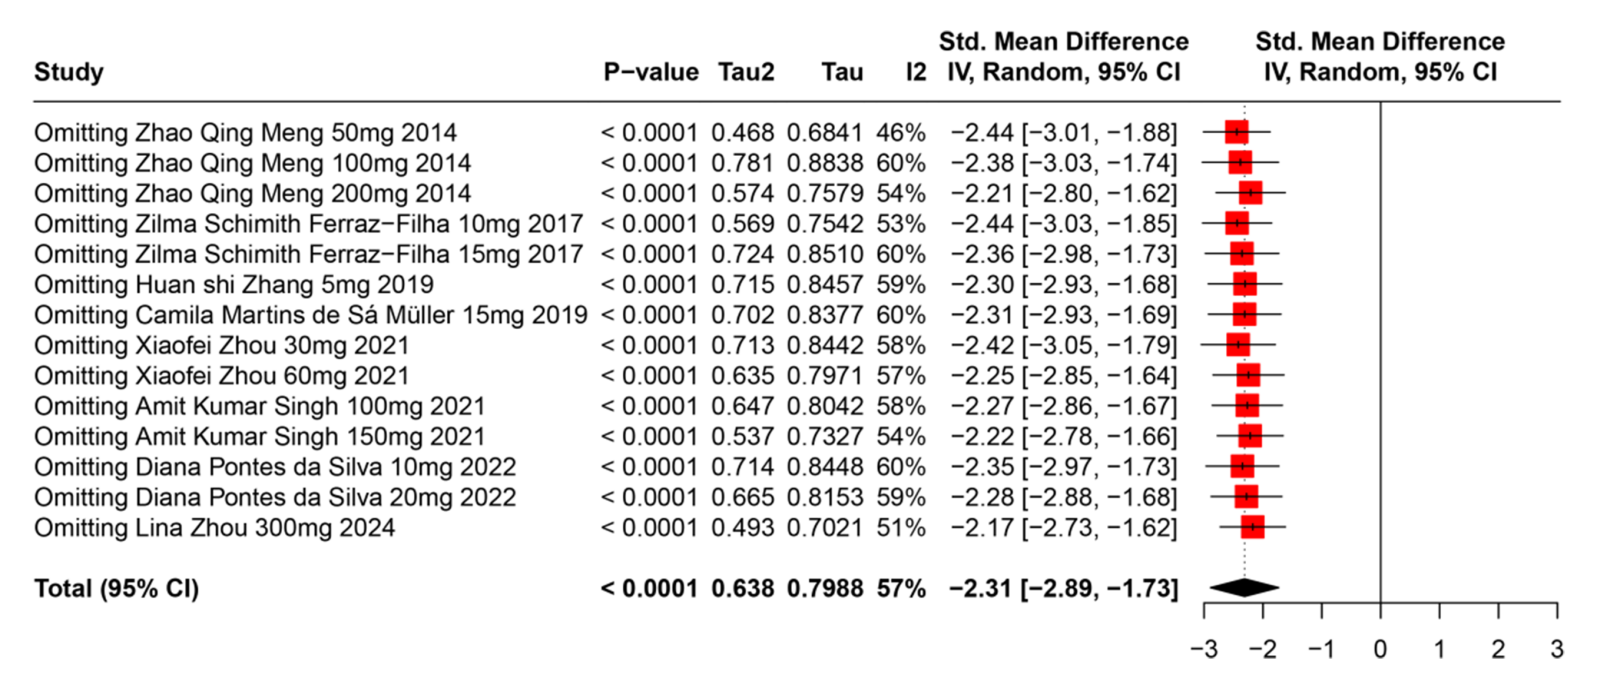 Std. Mean Difference Std. Mean Difference
Study P−value Tau2 Tau I2 IV, Random, 95% CI IV, Random, 95% CI
Omitting Zhao Qing Meng 50mg 2014 < 0.0001 0.468 0.6841 46% −2.44 [−3.01, −1.88]
Omitting Zhao Qing Meng 100mg 2014 < 0.0001 0.781 0.8838 60% −2.38 [−3.03, −1.74]
Omitting Zhao Qing Meng 200mg 2014 < 0.0001 0.574 0.7579 54% −2.21 [−2.80, −1.62]
Omitting Zilma Schimith Ferraz−Filha 10mg 2017 < 0.0001 0.569 0.7542 53% −2.44 [−3.03, −1.85]
Omitting Zilma Schimith Ferraz−Filha 15mg 2017 < 0.0001 0.724 0.8510 60% −2.36 [−2.98, −1.73]
Omitting Huan shi Zhang 5mg 2019 < 0.0001 0.715 0.8457 59% −2.30 [−2.93, −1.68]
Omitting Camila Martins de Sá Müller 15mg 2019 < 0.0001 0.702 0.8377 60% −2.31 [−2.93, −1.69]
Omitting Xiaofei Zhou 30mg 2021 < 0.0001 0.713 0.8442 58% −2.42 [−3.05, −1.79]
Omitting Xiaofei Zhou 60mg 2021 < 0.0001 0.635 0.7971 57% −2.25 [−2.85, −1.64]
Omitting Amit Kumar Singh 100mg 2021 < 0.0001 0.647 0.8042 58% −2.27 [−2.86, −1.67]
Omitting Amit Kumar Singh 150mg 2021 < 0.0001 0.537 0.7327 54% −2.22 [−2.78, −1.66]
Omitting Diana Pontes da Silva 10mg 2022 < 0.0001 0.714 0.8448 60% −2.35 [−2.97, −1.73]
Omitting Diana Pontes da Silva 20mg 2022 < 0.0001 0.665 0.8153 59% −2.28 [−2.88, −1.68]
Omitting Lina Zhou 300mg 2024 < 0.0001 0.493 0.7021 51% −2.17 [−2.73, −1.62]
Total (95% CI) < 0.0001 0.638 0.7988 57% −2.31 [−2.89, −1.73]
−3 −2 −1 0 1 2 3